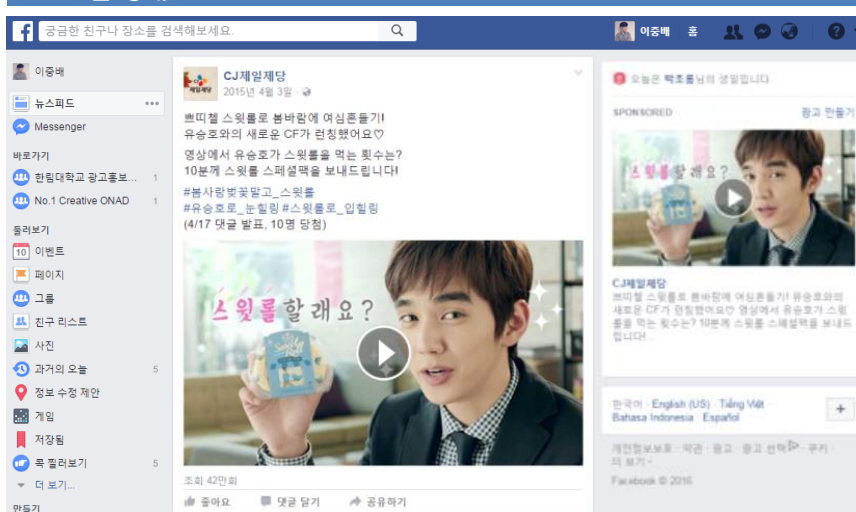 궁금한 친구나 장소를 검색해보세요.
이중배 홈
이중배
뉴스피드
Messenger
바로가기
한림대학교 광고홍보... 1
No.1 Creative ONAD 1
둘러보기
10 이벤트
페이지
그룹
친구 리스트
사진
과거의 오늘 5
정보 수정 제안
게임
저장됨
콕 찔러보기 5
더 보기...
만들기
CJ제일제당
2015년 4월 3일
쁘띠첼 스윗롤로 봄바람에 여심흔들기!
유승호와의 새로운 CF가 런칭했어요♡
영상에서 유승호가 스윗롤을 먹는 횟수는?
10분께 스윗롤 스페셜팩을 보내드립니다!
#봄사랑벚꽃말고_스윗롤
#유승호로_눈힐링 #스윗롤로_입힐링
(4/17 댓글 발표, 10명 당첨)
스윗롤할래요?
조회 42만회
좋아요 댓글 달기 공유하기
오늘은 박초롬님의 생일입니다
SPONSORED 광고 만들기
스윗롤할래요?
CJ제일제당
쁘띠첼 스윗롤로 봄바람에 여심흔들기! 유승호와의
새로운 CF가 런칭했어요♡ 영상에서 유승호가 스윗
롤을 먹는 횟수는? 10분께 스윗롤 스페셜팩을 보내드
립니다!...
한국어 · English (US) · Tiếng Việt ·
Bahasa Indonesia · Español
개인정보보호 · 약관 · 광고 · 광고 선택 · 쿠키 ·
더 보기
Facebook © 2016